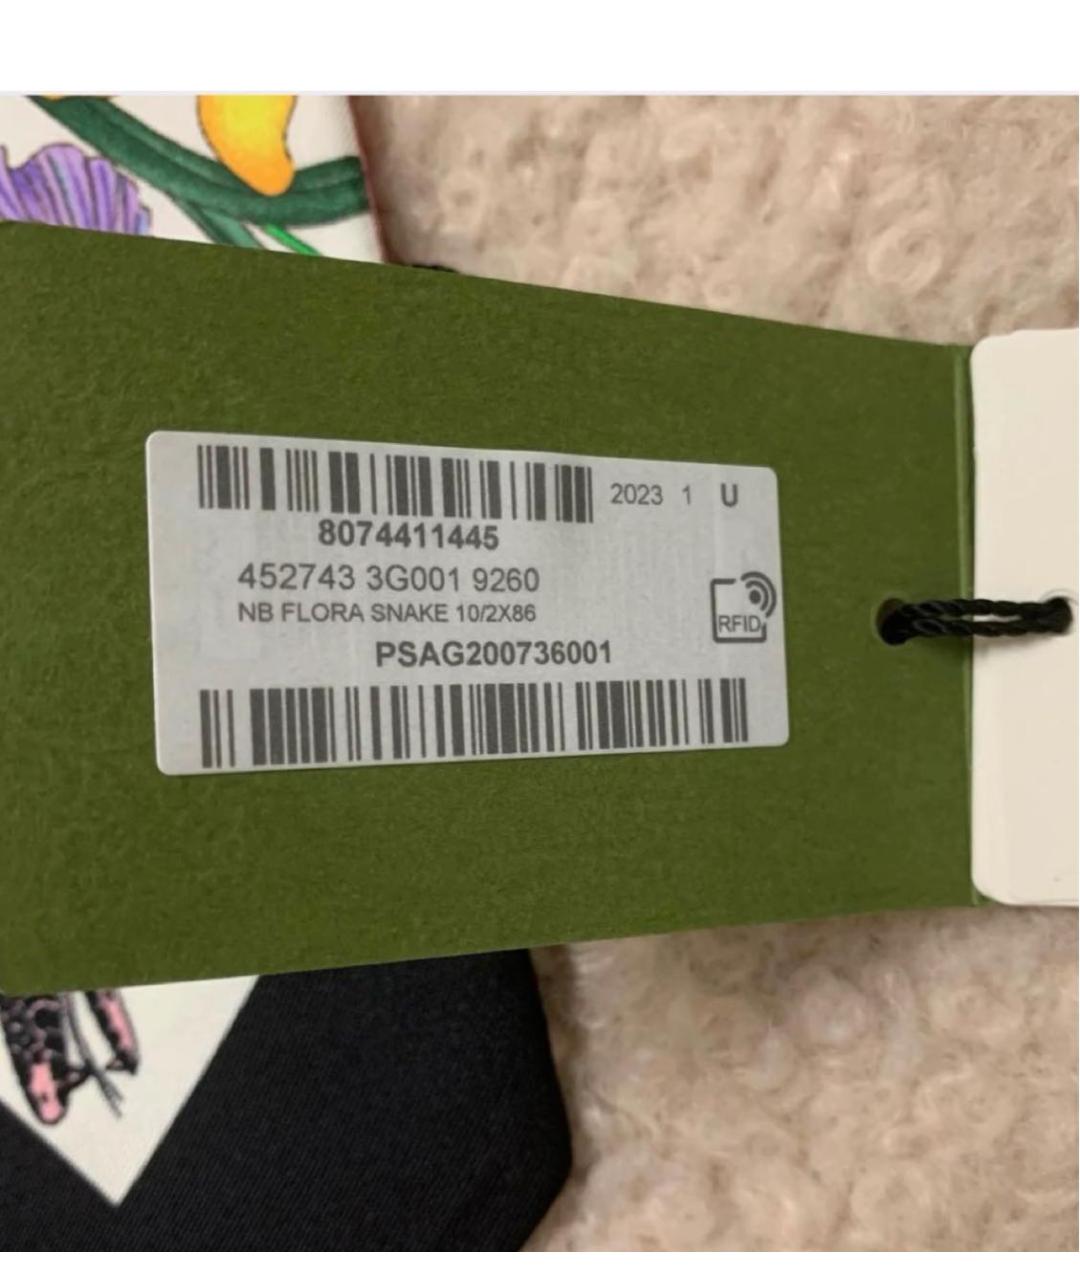 2023 1 U
8074411445
452743 3G001 9260
NB FLORA SNAKE 10/2X86
RFID
PSAG200736001